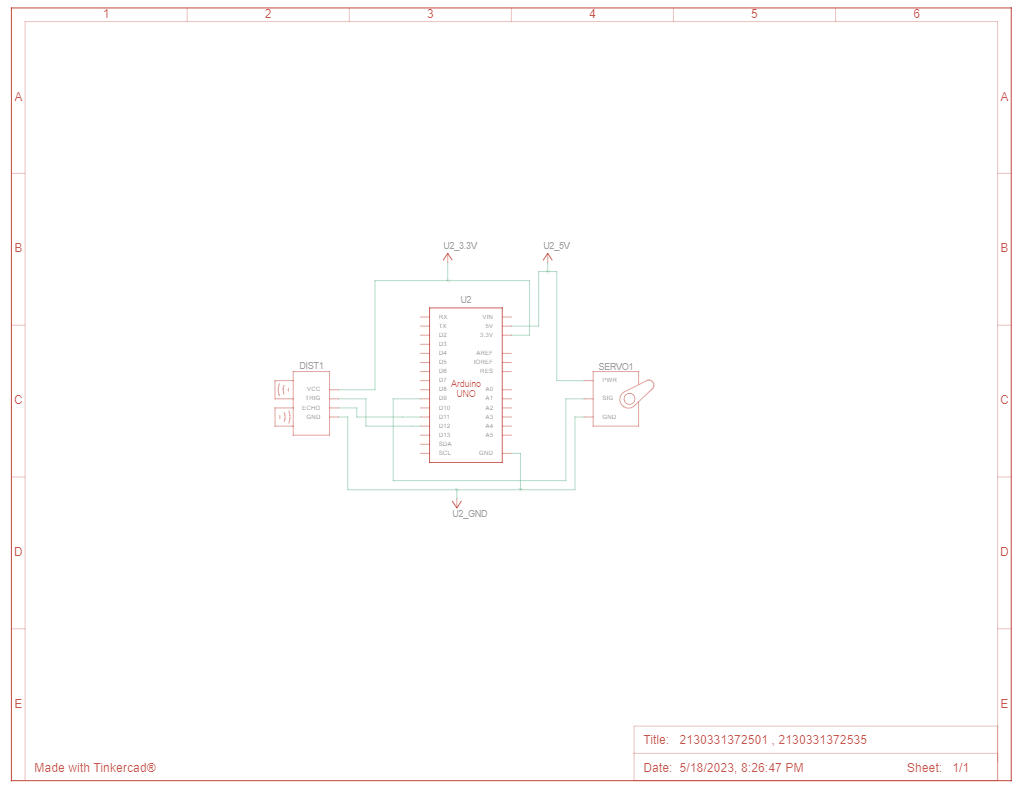 1 2 3 4 5 6
A A
B B
U2_3.3V U2_5V
U2
RX VIN
TX 5V
D2 3.3V
D3
D4 AREF
D5 IOREF
D6 RES
D7
D8 A0
D9 A1
D10 A2
D11 A3
D12 A4
D13 A5
SDA
SCL GND
Arduino
UNO
DIST1
VCC
TRIG
ECHO
GND
SERVO1
PWR
SIG
GND
C C
U2_GND
D D
E E
Title: 2130331372501 , 2130331372535
Date: 5/18/2023, 8:26:47 PM Sheet: 1/1
Made with Tinkercad®